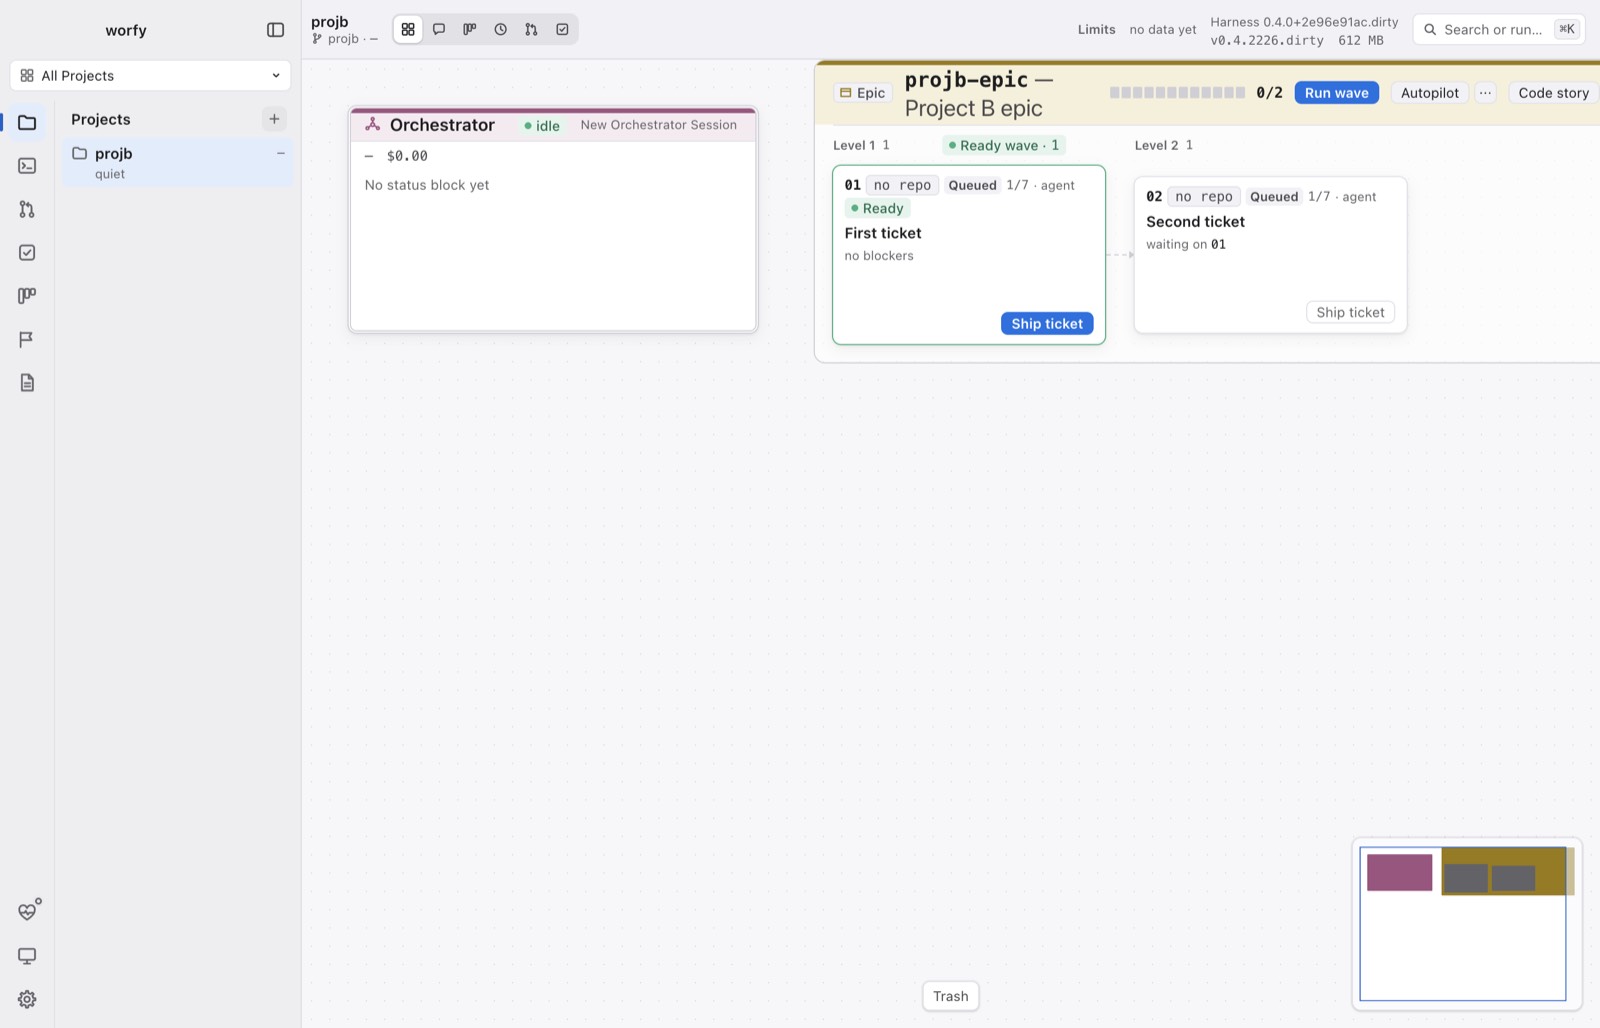 worfy
All Projects
Projects
projb
quiet
projb
projb · –
Limits
no data yet
Harness 0.4.0+2e96e91ac.dirty
v0.4.2226.dirty 612 MB
Search or run...
⌘K
Orchestrator
idle
New Orchestrator Session
– $0.00
No status block yet
Epic
projb-epic —
Project B epic
0/2
Run wave
Autopilot
...
Code story
Level 1 1
Ready wave · 1
Level 2 1
01 no repo Queued 1/7 · agent
Ready
First ticket
no blockers
Ship ticket
02 no repo Queued 1/7 · agent
Second ticket
waiting on 01
Ship ticket
Trash